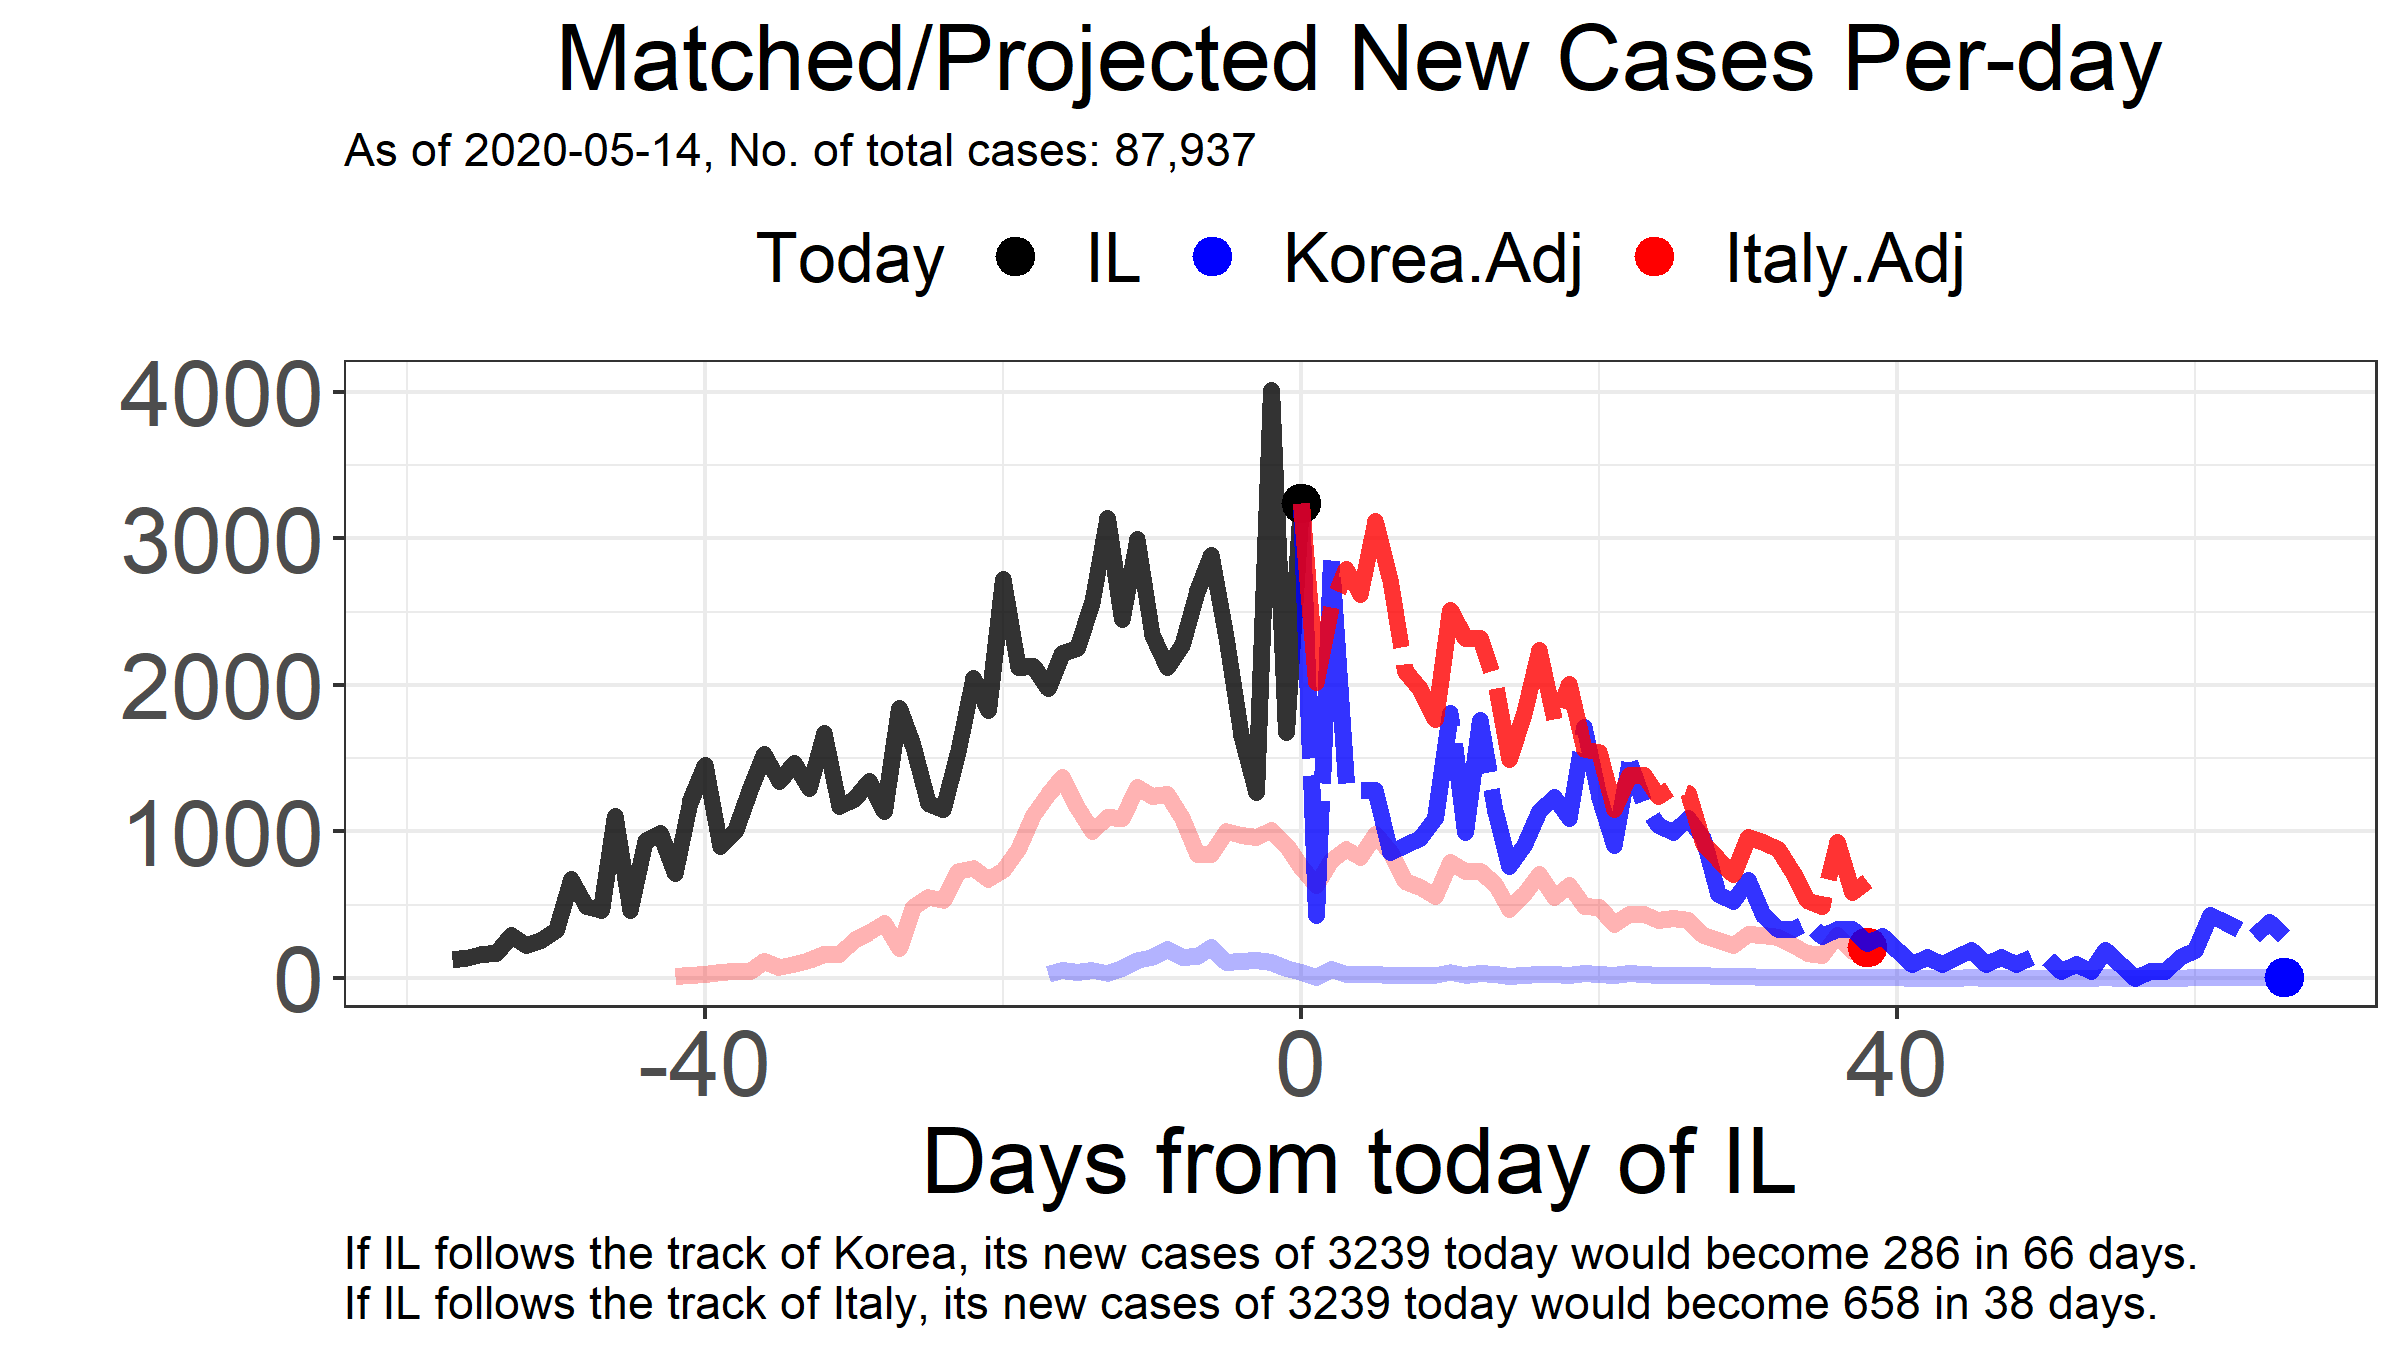 Matched/Projected New Cases Per-day
As of 2020-05-14, No. of total cases: 87,937
Today IL Korea.Adj Italy.Adj
4000
3000
2000
1000
0
-40 0 40
Days from today of IL
If IL follows the track of Korea, its new cases of 3239 today would become 286 in 66 days.
If IL follows the track of Italy, its new cases of 3239 today would become 658 in 38 days.